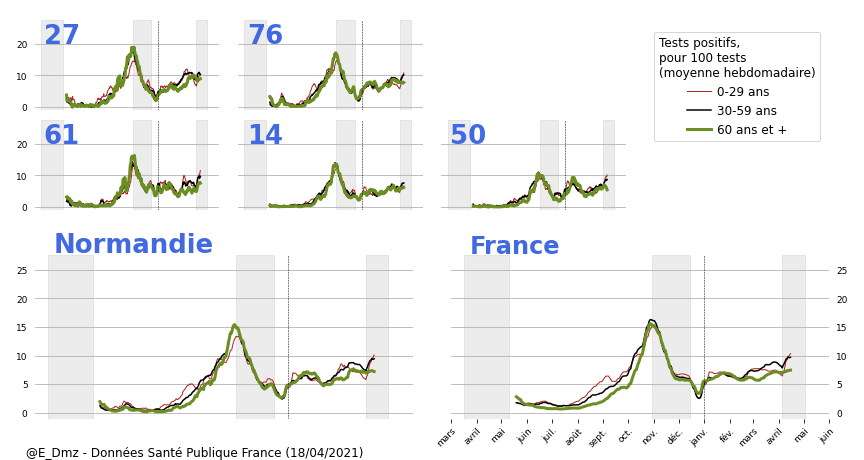 27
76
Tests positifs,
pour 100 tests
(moyenne hebdomadaire)
0-29 ans
30-59 ans
60 ans et +
20
10
0
61
14
50
20
10
0
Normandie
France
25
20
15
10
5
0
25
20
15
10
5
0
mars avril mai juin juil. août sept. oct. nov. déc. janv. fév. mars avril mai juin
@E_Dmz - Données Santé Publique France (18/04/2021)